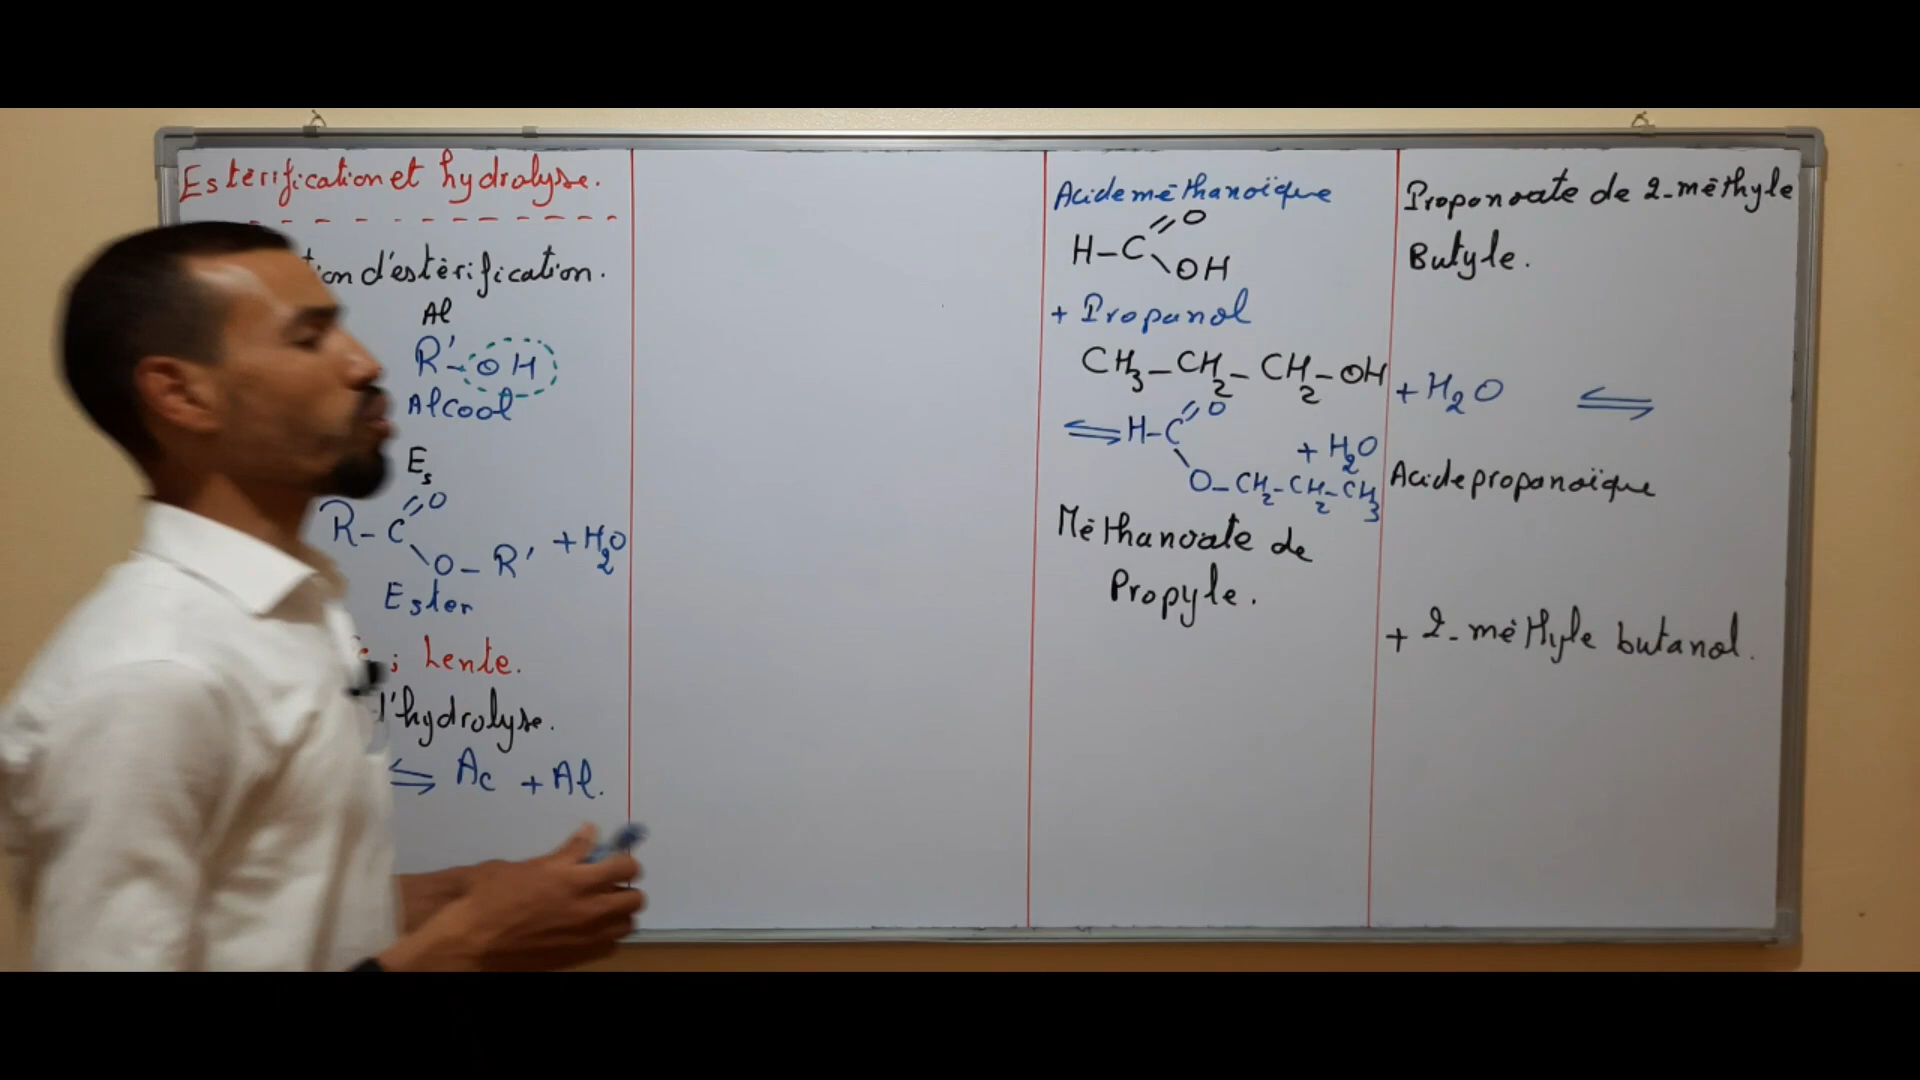 Estérification et hydrolyse.
d'estérification.
Al
R'-OH
Alcool
Es
R-C=O
O-R' + H2O
Ester
; Lente.
d'hydrolyse.
⇌ Ac + Al.
Acide méthanoïque
H-C=O
OH
+ Propanol
CH3-CH2-CH2-OH
⇌ H-C=O
+ H2O
O-CH2-CH2-CH3
Méthanoate de
Propyle.
Propanoate de 2-méthyle
Butyle.
+ H2O ⇌
Acide propanoïque
+ 2-méthyle butanol.